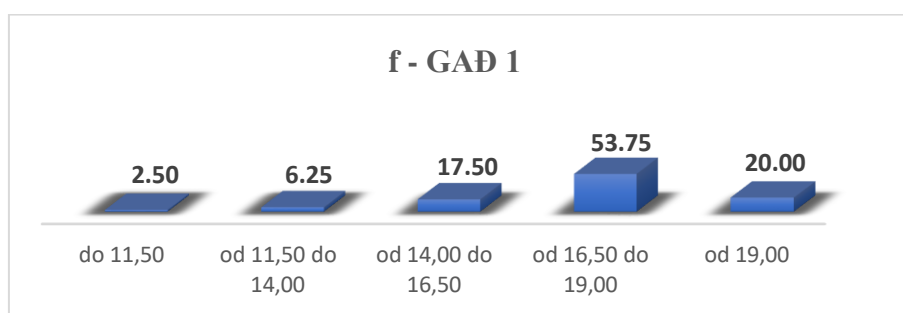 f - GAĐ 1
53.75
2.50
6.25
17.50
20.00
do 11,50
od 11,50 do
14,00
od 14,00 do
16,50
od 16,50 do
19,00
od 19,00